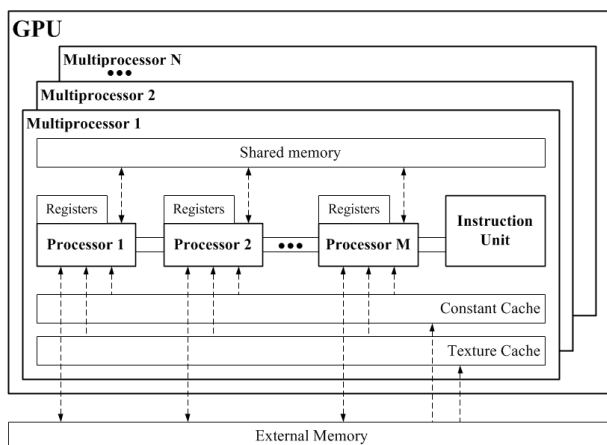 GPU
Multiprocessor N
•••
Multiprocessor 2
Multiprocessor 1
Shared memory
Registers
Registers
Registers
Processor 1
Processor 2
•••
Processor M
Instruction
Unit
Constant Cache
Texture Cache
External Memory